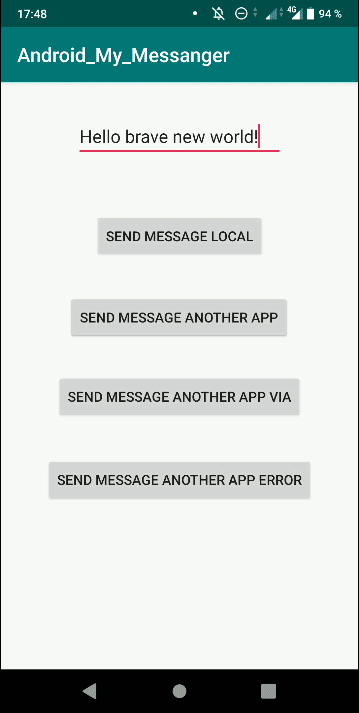 17:48 4G 94 %
Android_My_Messanger
Hello brave new world!
SEND MESSAGE LOCAL
SEND MESSAGE ANOTHER APP
SEND MESSAGE ANOTHER APP VIA
SEND MESSAGE ANOTHER APP ERROR